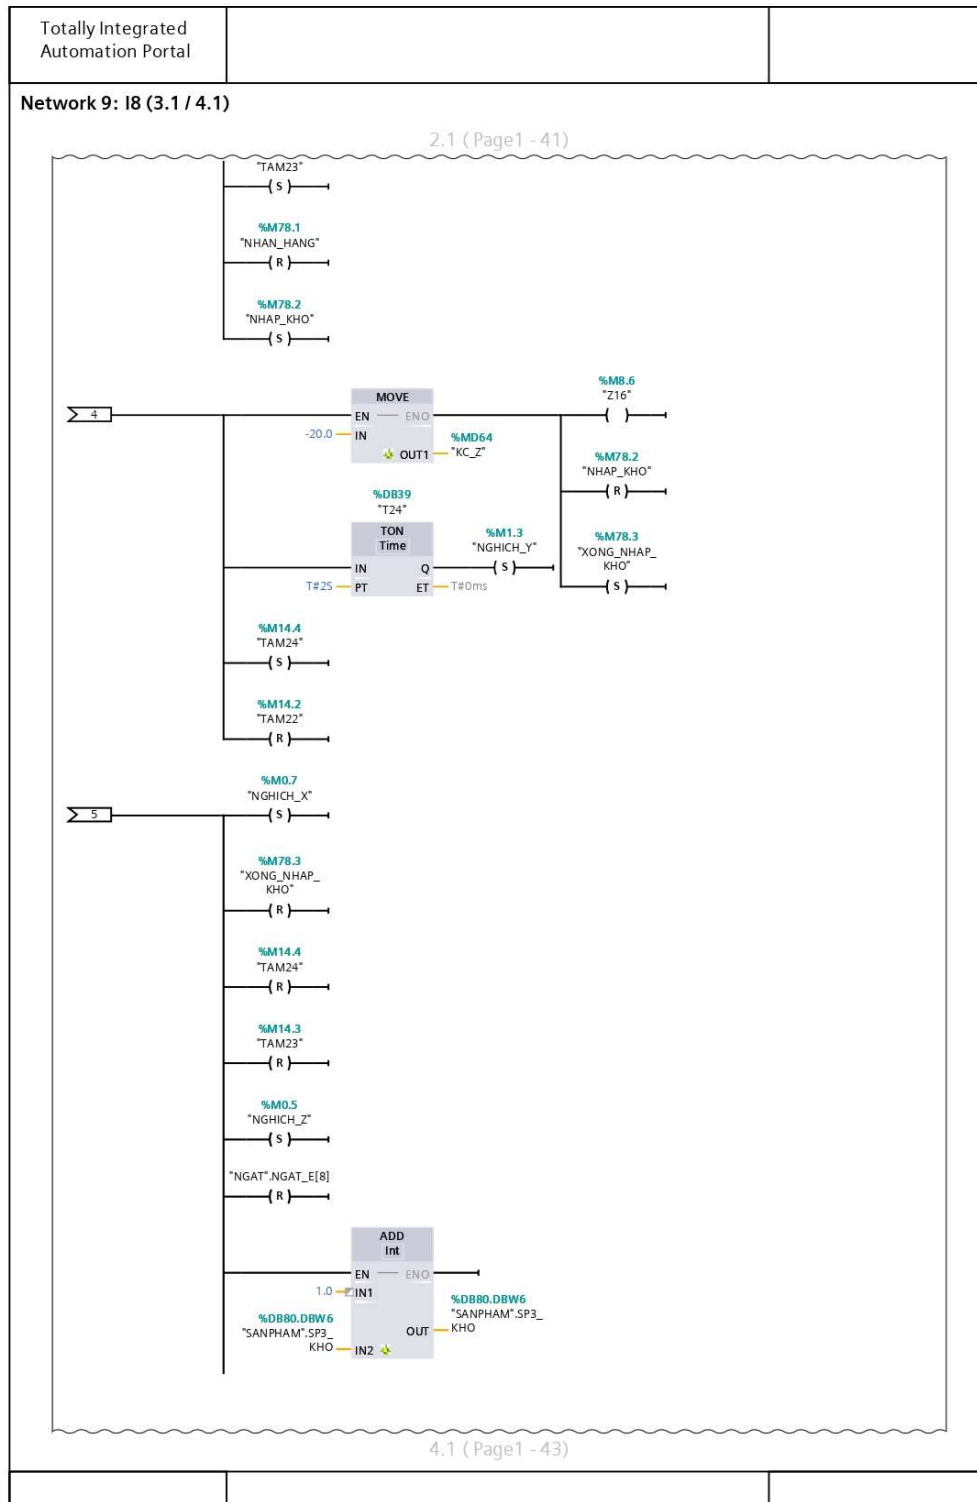 Totally Integrated
Automation Portal
Network 9: I8 (3.1 / 4.1)
2.1 ( Page1 - 41)
"TAM23"
( S )
%M78.1
"NHAN_HANG"
( R )
%M78.2
"NHAP_KHO"
( S )
4
MOVE
EN ENO
-20.0 IN
OUT1
%MD64
"KC_Z"
%M8.6
"Z16"
( )
%M78.2
"NHAP_KHO"
( R )
%M78.3
"XONG_NHAP_
KHO"
( S )
%DB39
"T24"
TON
Time
IN Q
T#2S PT ET T#0ms
%M1.3
"NGHICH_Y"
( S )
%M14.4
"TAM24"
( S )
%M14.2
"TAM22"
( R )
5
%M0.7
"NGHICH_X"
( S )
%M78.3
"XONG_NHAP_
KHO"
( R )
%M14.4
"TAM24"
( R )
%M14.3
"TAM23"
( R )
%M0.5
"NGHICH_Z"
( S )
"NGAT".NGAT_E[8]
( R )
ADD
Int
EN ENO
1.0 IN1
%DB80.DBW6
"SANPHAM".SP3_
KHO IN2
OUT
%DB80.DBW6
"SANPHAM".SP3_
KHO
4.1 ( Page1 - 43)